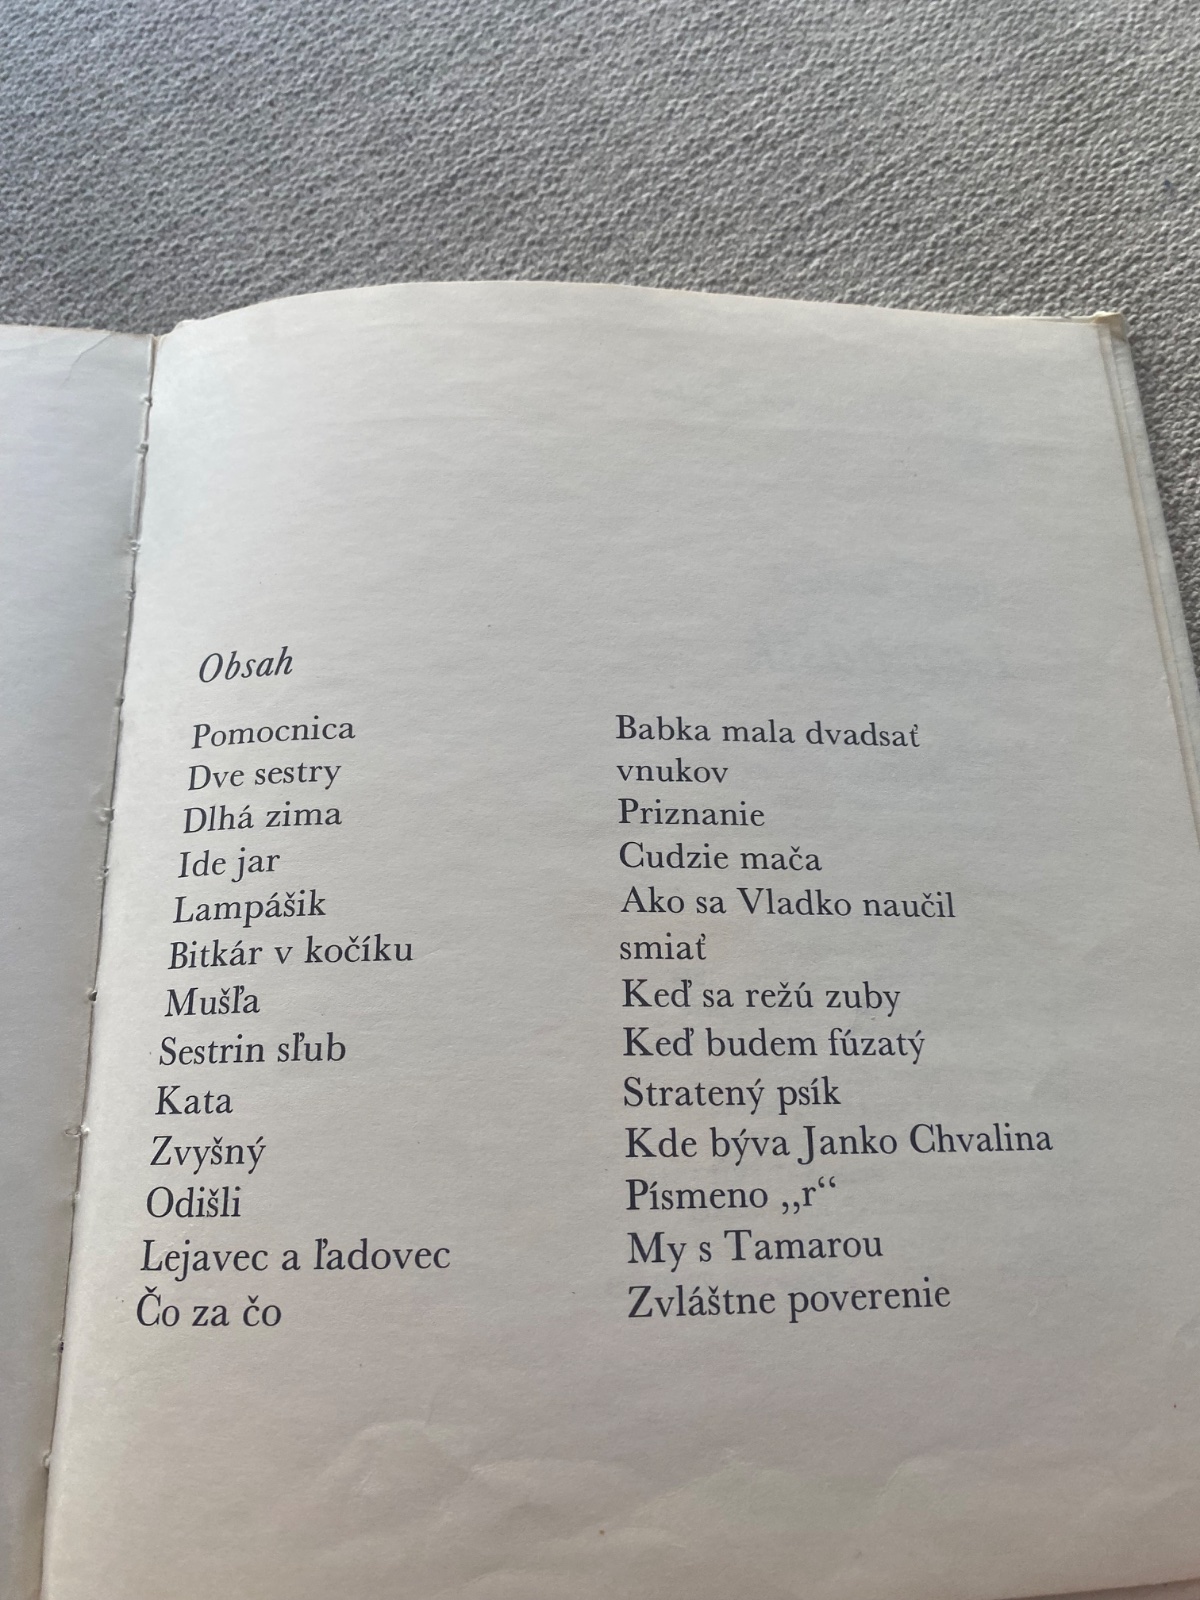 Obsah
Pomocnica
Dve sestry
Dlhá zima
Ide jar
Lampášik
Bitkár v kočíku
Mušľa
Sestrin sľub
Kata
Zvyšný
Odišli
Lejavec a ľadovec
Čo za čo
Babka mala dvadsať
vnukov
Priznanie
Cudzie mača
Ako sa Vladko naučil
smiať
Keď sa režú zuby
Keď budem fúzatý
Stratený psík
Kde býva Janko Chvalina
Písmeno „r“
My s Tamarou
Zvláštne poverenie